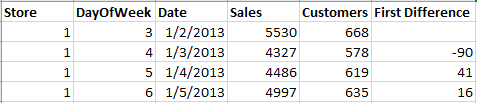 Store DayOfWeek Date Sales Customers First Difference
1 3 1/2/2013 5530 668
1 4 1/3/2013 4327 578 -90
1 5 1/4/2013 4486 619 41
1 6 1/5/2013 4997 635 16